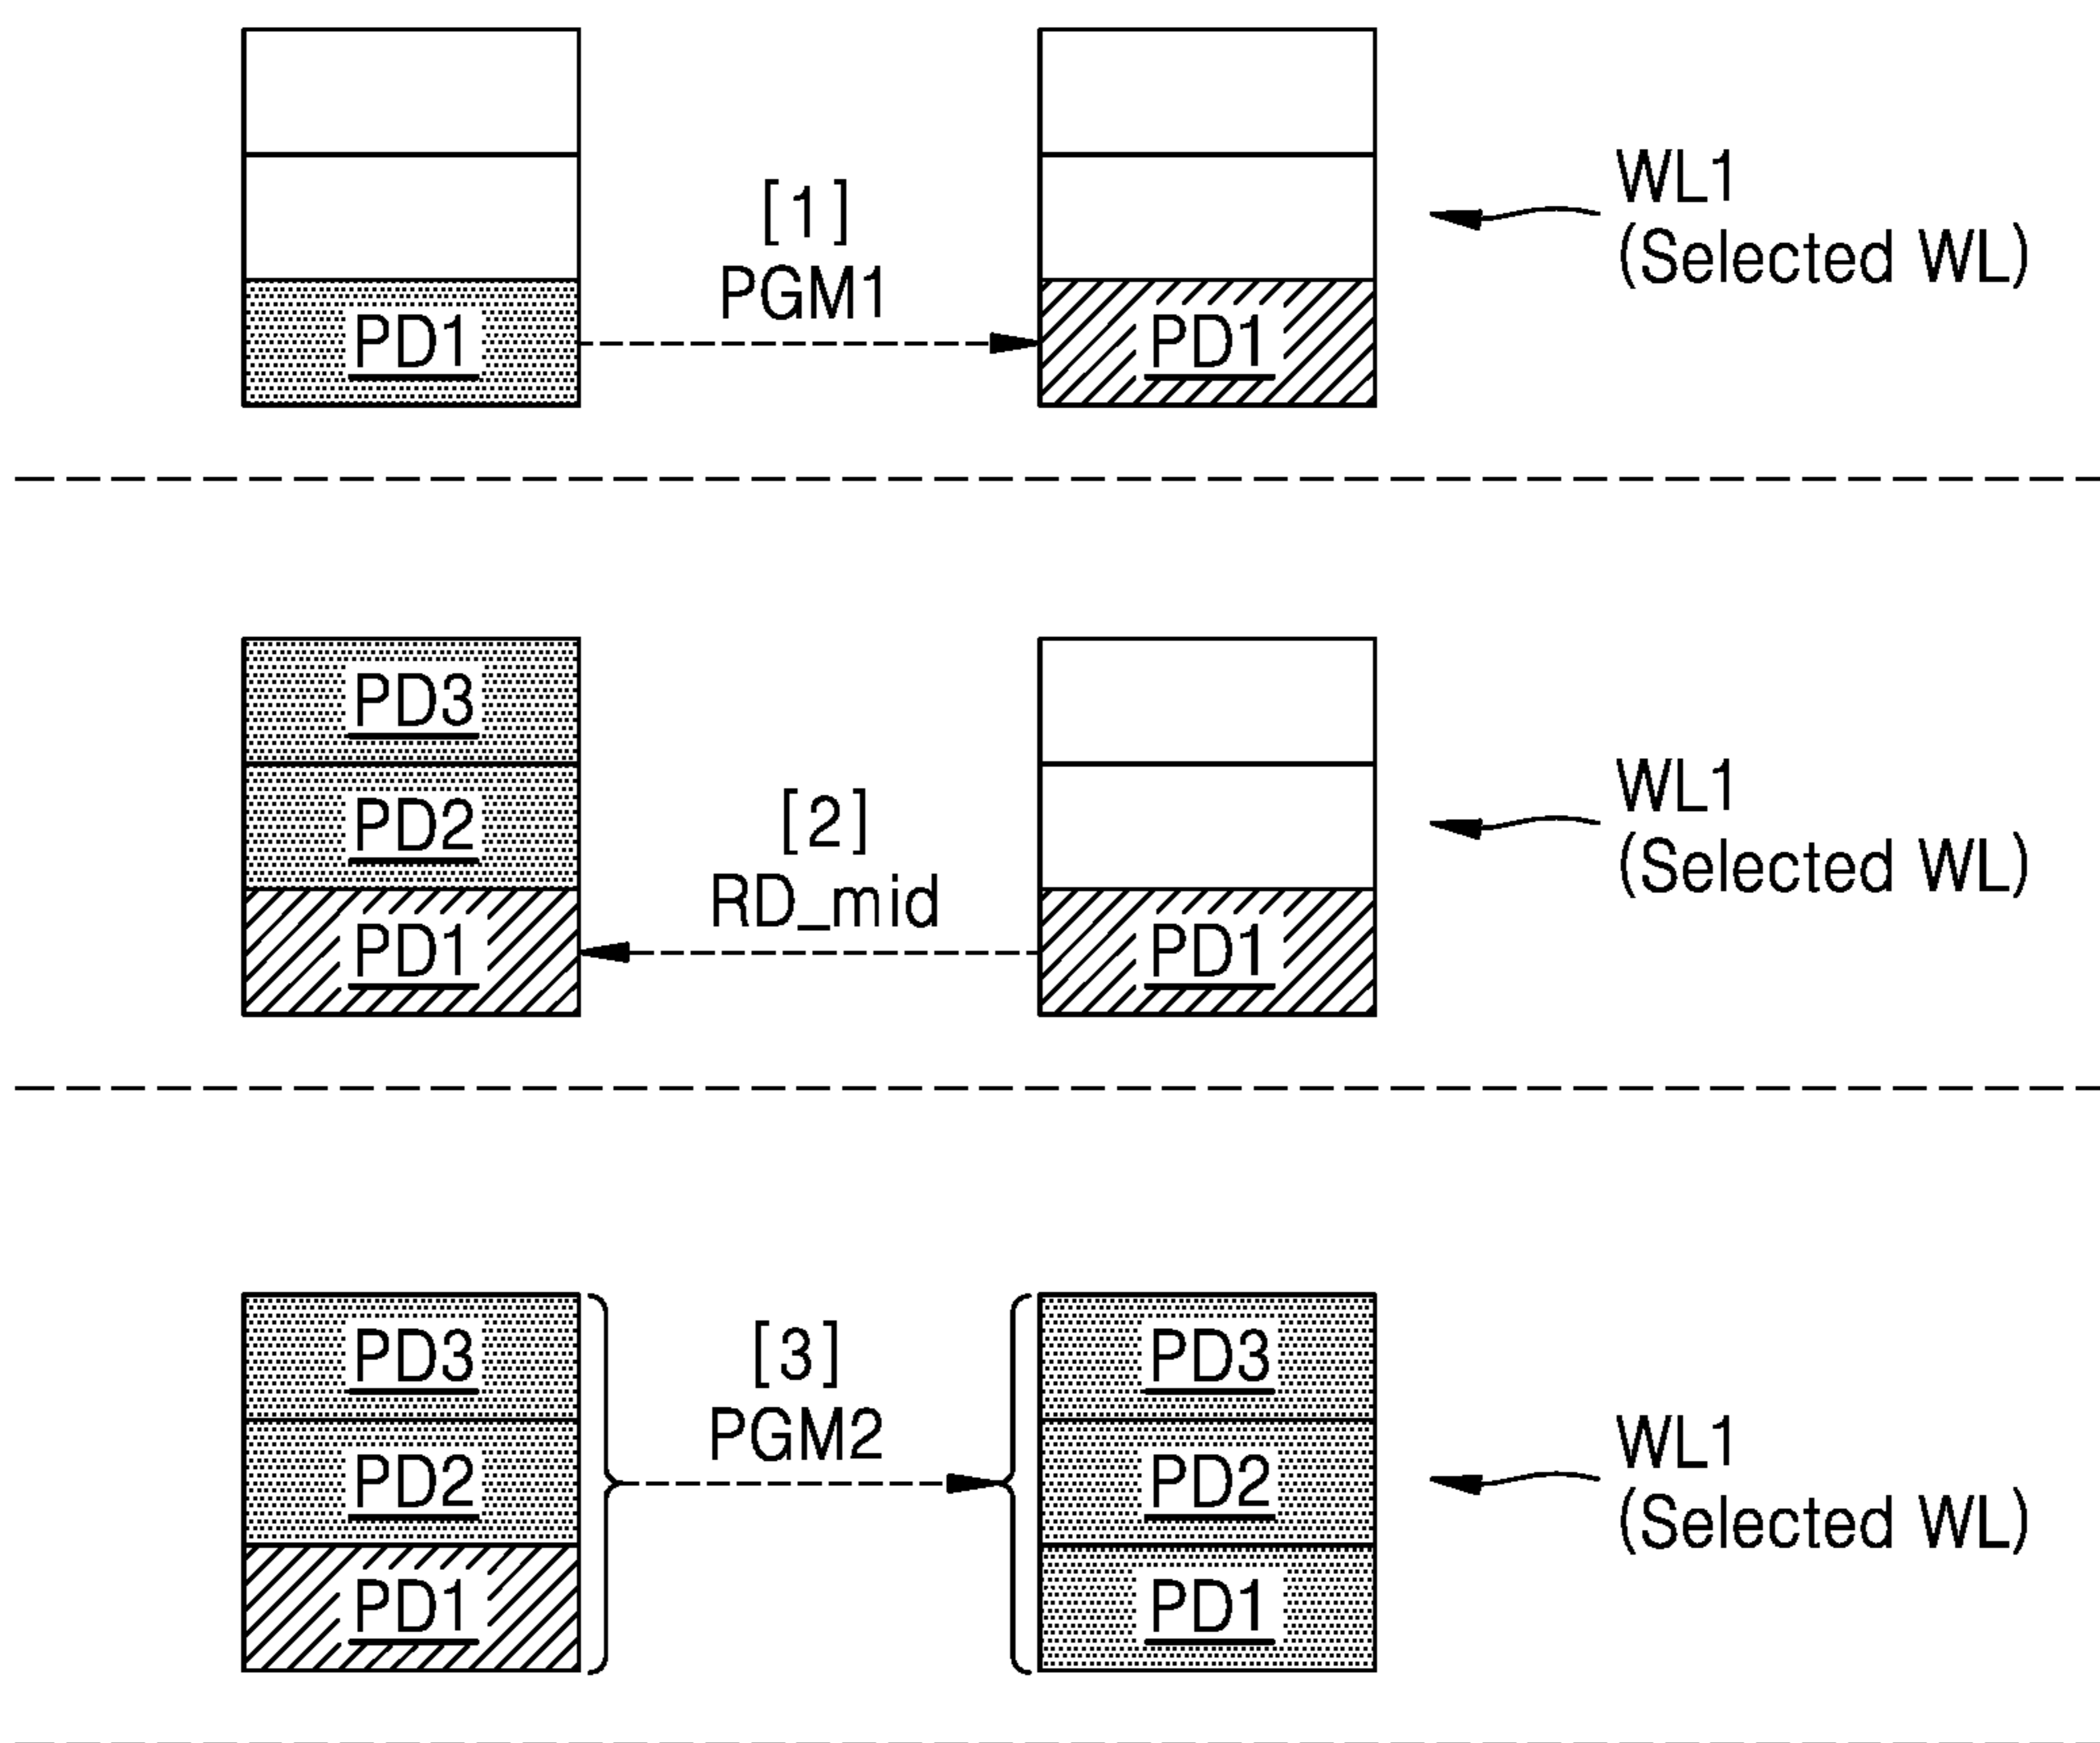 [1]
PGM1
PD1
PD1
WL1
(Selected WL)
PD3
PD2
PD1
[2]
RD_mid
PD1
WL1
(Selected WL)
PD3
PD2
PD1
[3]
PGM2
PD3
PD2
PD1
WL1
(Selected WL)